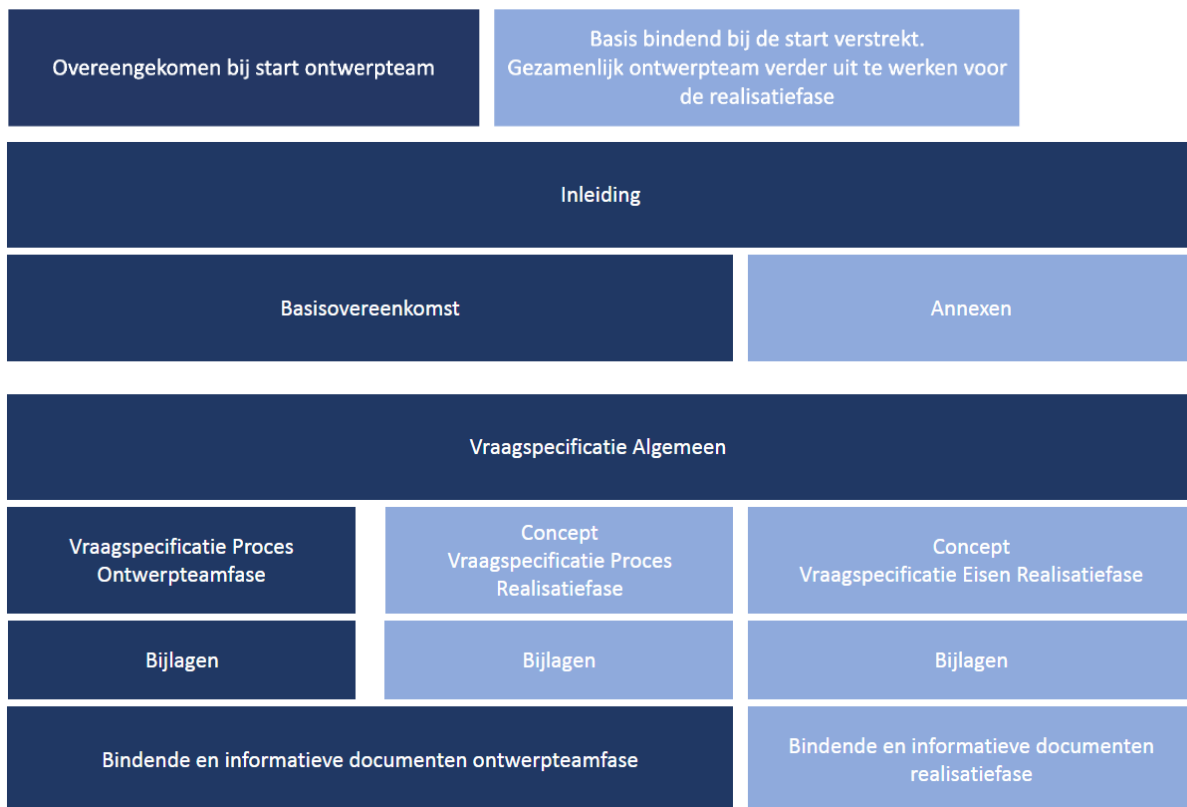 Overeengekomen bij start ontwerpteam
Basis bindend bij de start verstrekt.
Gezamenlijk ontwerpteam verder uit te werken voor
de realisatiefase
Inleiding
Basisovereenkomst
Annexen
Vraagspecificatie Algemeen
Vraagspecificatie Proces
Ontwerpteamfase
Concept
Vraagspecificatie Proces
Realisatiefase
Concept
Vraagspecificatie Eisen Realisatiefase
Bijlagen
Bijlagen
Bijlagen
Bindende en informatieve documenten ontwerpteamfase
Bindende en informatieve documenten
realisatiefase